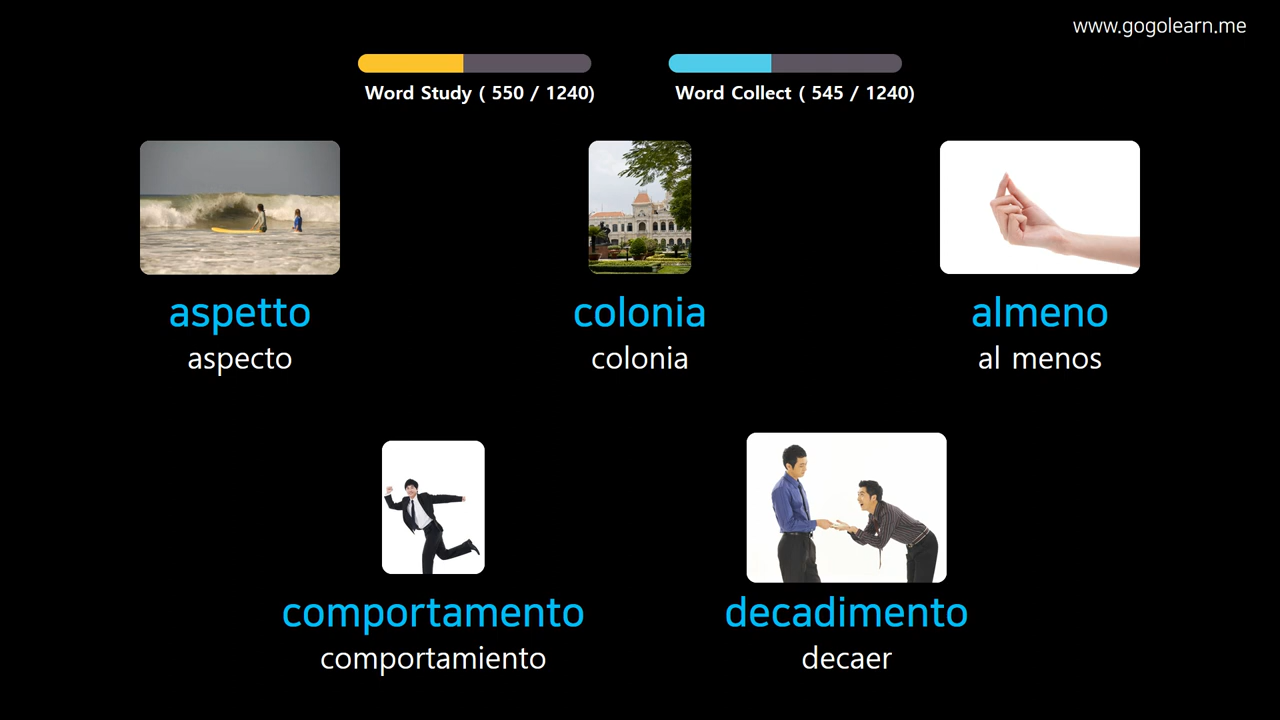 www.gogolearn.me
Word Study ( 550 / 1240)
Word Collect ( 545 / 1240)
aspetto
aspecto
colonia
colonia
almeno
al menos
comportamento
comportamiento
decadimento
decaer